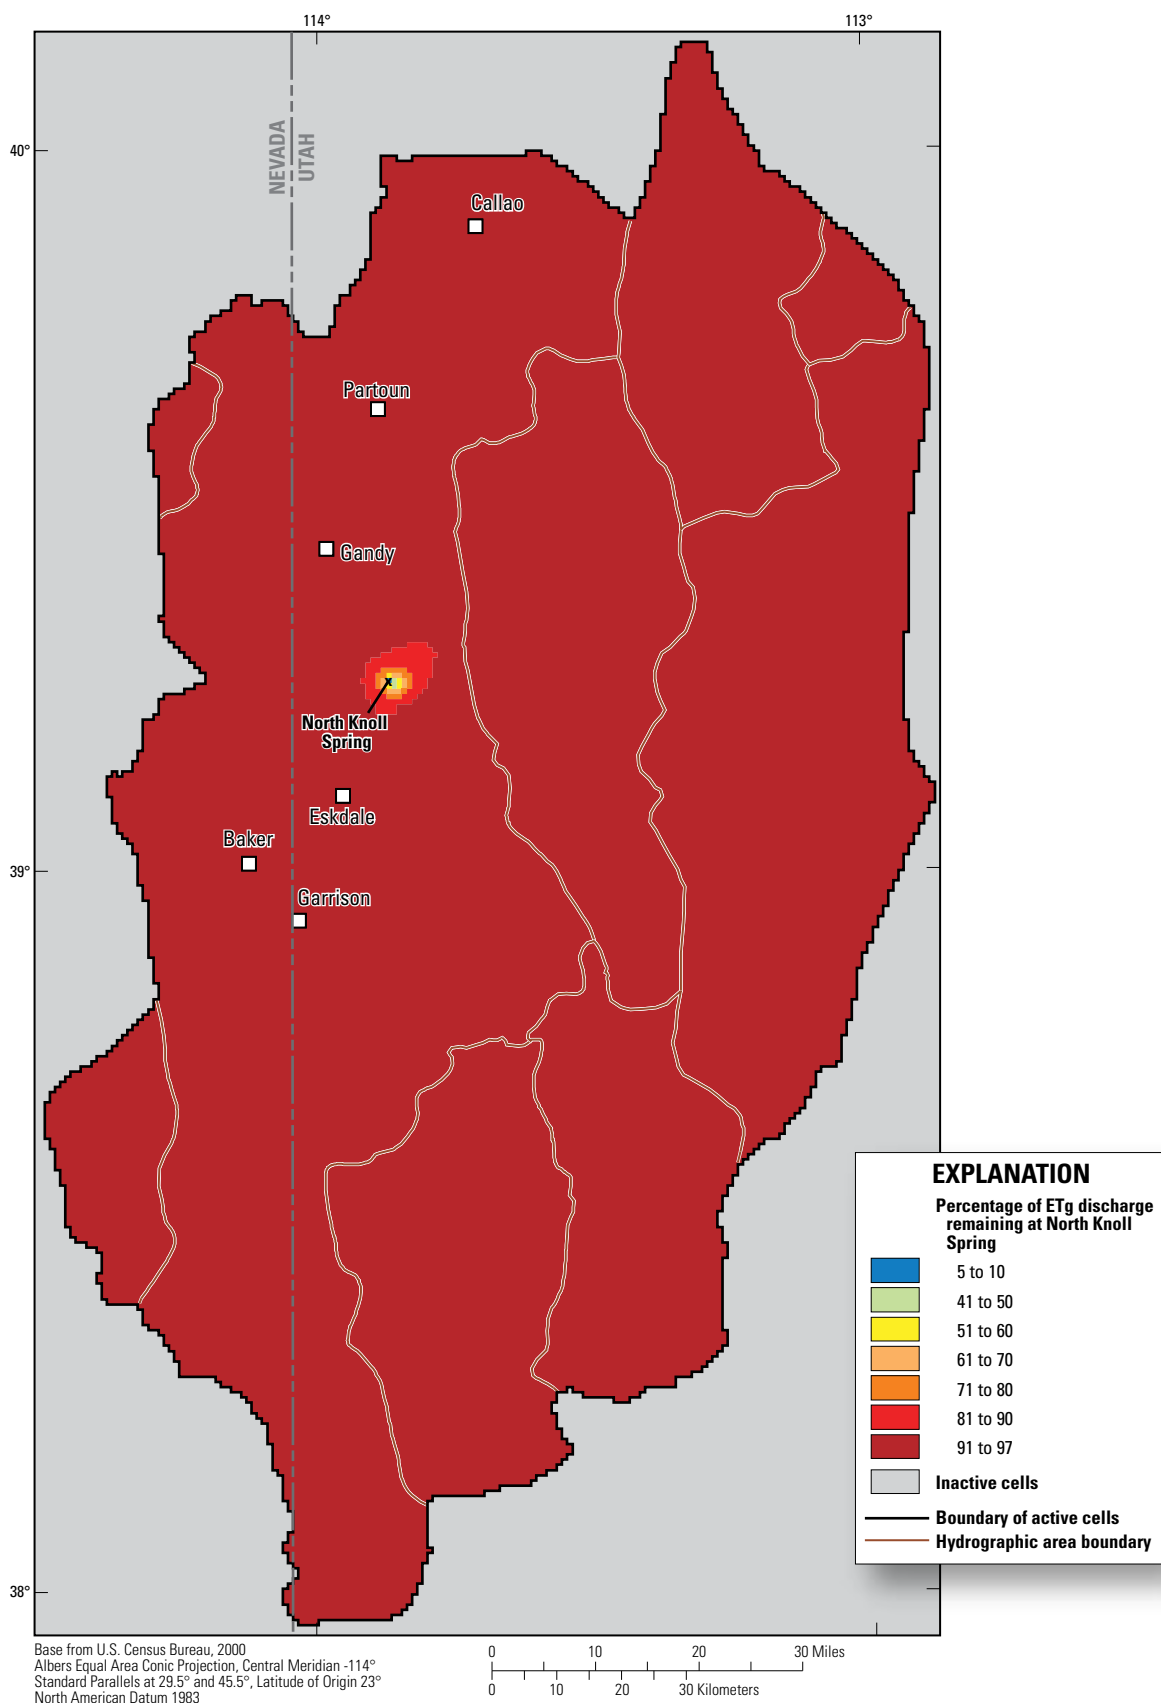 114°
113°
40°
NEVADA
UTAH
Callao
Partoun
Gandy
North Knoll
Spring
Eskdale
Baker
39°
Garrison
EXPLANATION
Percentage of ETg discharge
remaining at North Knoll
Spring
5 to 10
41 to 50
51 to 60
61 to 70
71 to 80
81 to 90
91 to 97
Inactive cells
Boundary of active cells
Hydrographic area boundary
38°
Base from U.S. Census Bureau, 2000
Albers Equal Area Conic Projection, Central Meridian -114°
Standard Parallels at 29.5° and 45.5°, Latitude of Origin 23°
North American Datum 1983
0 10 20 30 Miles
0 10 20 30 Kilometers